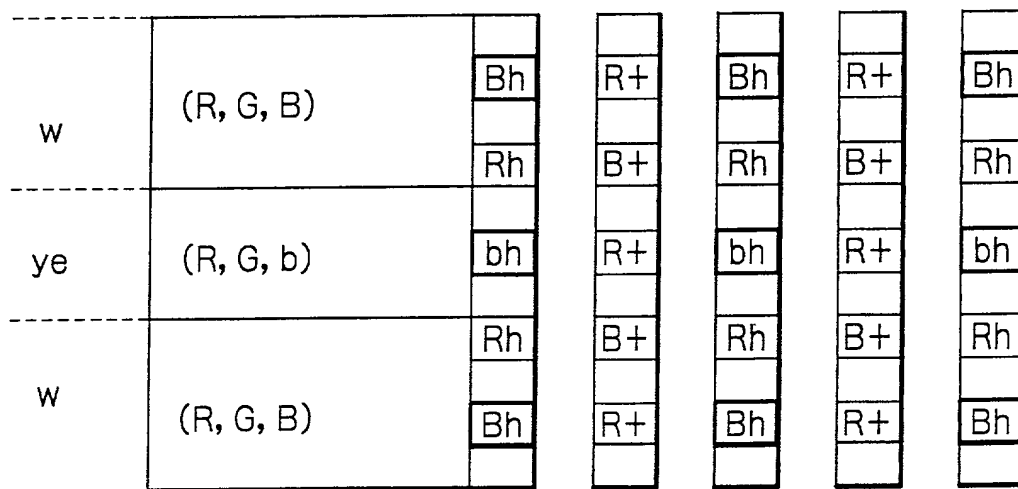 Bh R+ Bh R+ Bh
(R, G, B)
w
Rh B+ Rh B+ Rh
ye (R, G, b) bh R+ bh R+ bh
Rh B+ Rh B+ Rh
w
(R, G, B) Bh R+ Bh R+ Bh